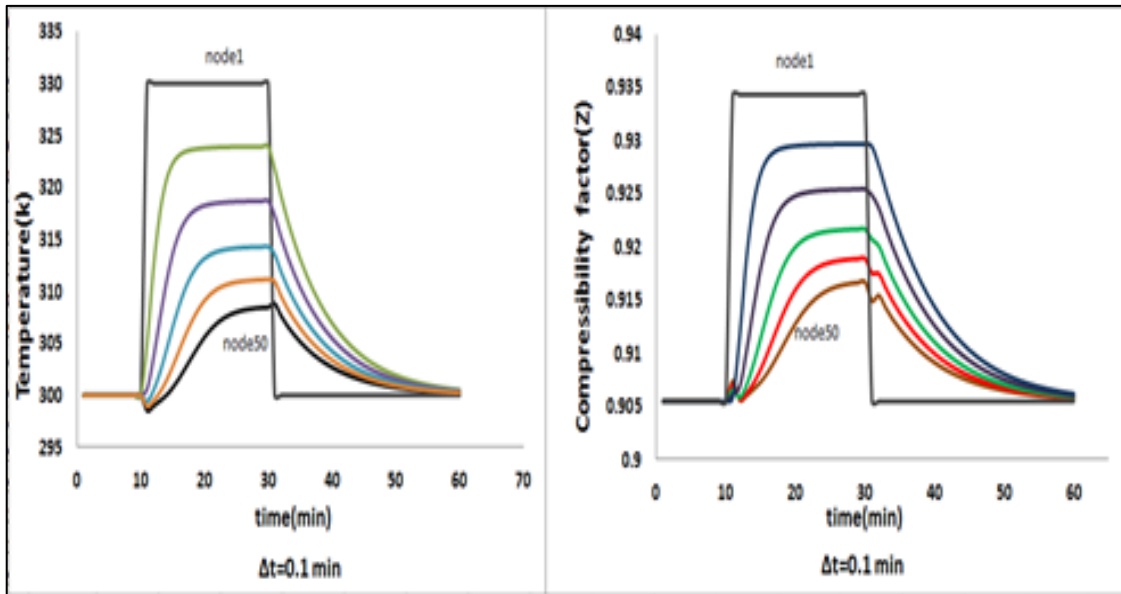 Temperature(k)
335
330
325
320
315
310
305
300
295
node1
node50
0 10 20 30 40 50 60 70
time(min)
Δt=0.1 min
Compressibility factor(Z)
0.94
0.935
0.93
0.925
0.92
0.915
0.91
0.905
0.9
node1
node50
0 10 20 30 40 50 60
time(min)
Δt=0.1 min